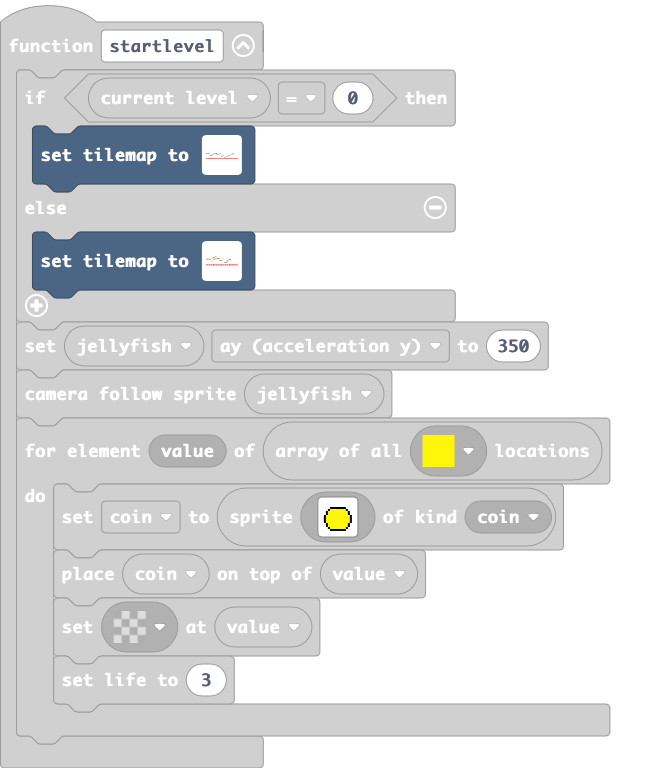 function startlevel
if current level = 0 then
set tilemap to
else
set tilemap to
set jellyfish ay (acceleration y) to 350
camera follow sprite jellyfish
for element value of array of all locations
do
set coin to sprite of kind coin
place coin on top of value
set at value
set life to 3